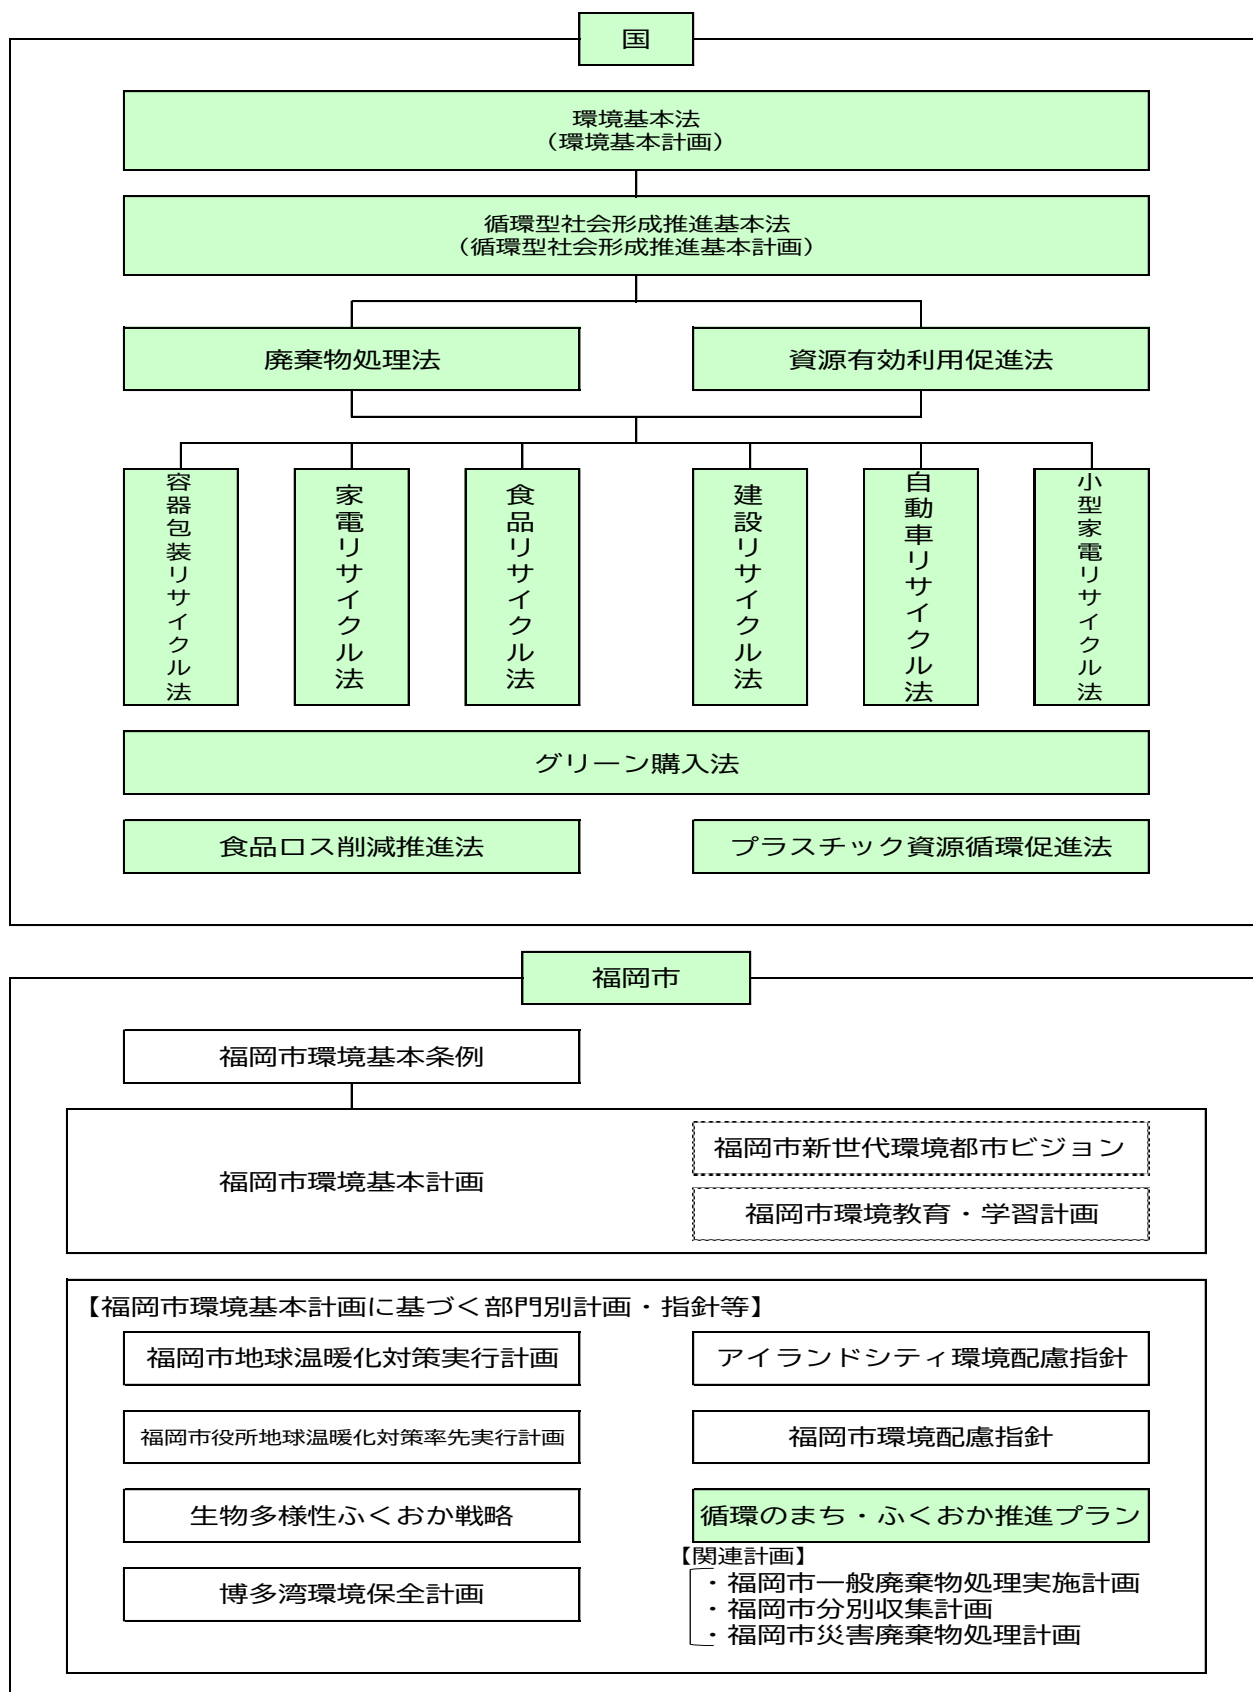 国
環境基本法
（環境基本計画）
循環型社会形成推進基本法
（循環型社会形成推進基本計画）
廃棄物処理法
資源有効利用促進法
容器包装リサイクル法
家電リサイクル法
食品リサイクル法
建設リサイクル法
自動車リサイクル法
小型家電リサイクル法
グリーン購入法
食品ロス削減推進法
プラスチック資源循環促進法
福岡市
福岡市環境基本条例
福岡市環境基本計画
福岡市新世代環境都市ビジョン
福岡市環境教育・学習計画
【福岡市環境基本計画に基づく部門別計画・指針等】
福岡市地球温暖化対策実行計画
アイランドシティ環境配慮指針
福岡市役所地球温暖化対策率先実行計画
福岡市環境配慮指針
生物多様性ふくおか戦略
循環のまち・ふくおか推進プラン
博多湾環境保全計画
【関連計画】
・福岡市一般廃棄物処理実施計画
・福岡市分別収集計画
・福岡市災害廃棄物処理計画